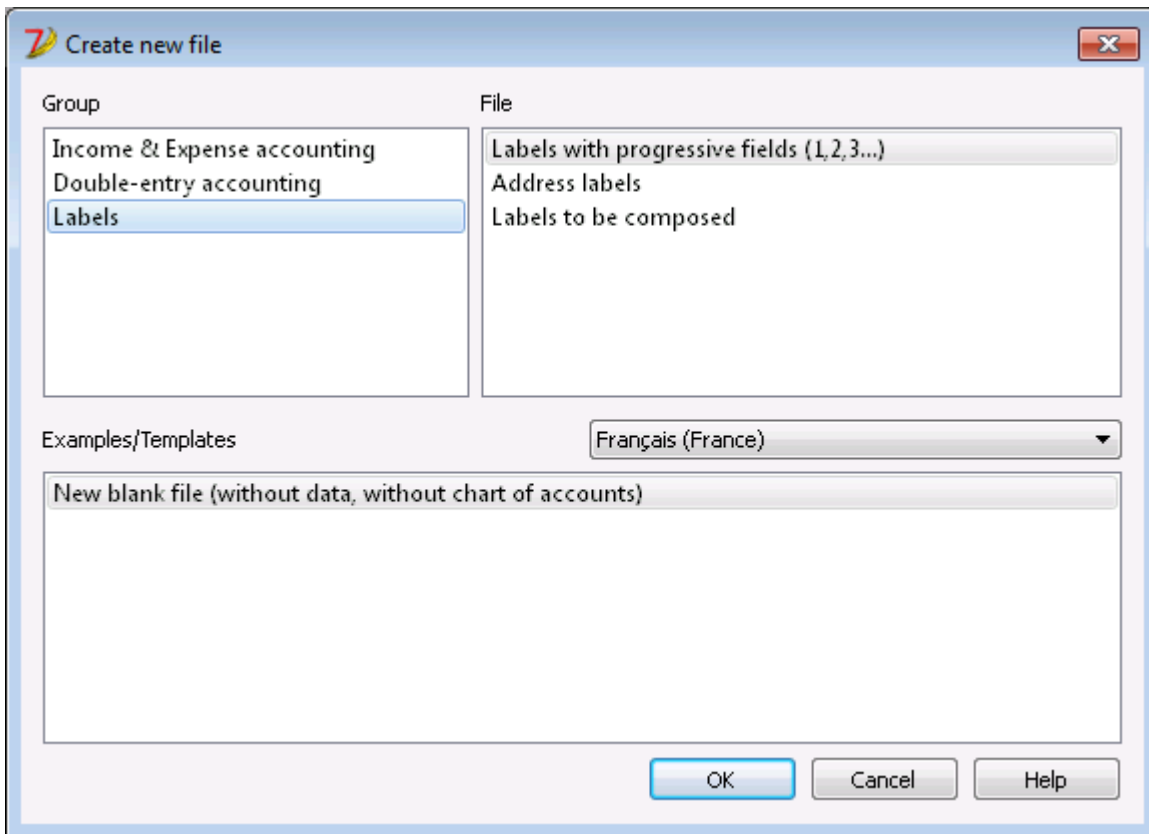 Create new file
Group
File
Income & Expense accounting
Double-entry accounting
Labels
Labels with progressive fields (1,2,3...)
Address labels
Labels to be composed
Examples/Templates
Français (France)
New blank file (without data, without chart of accounts)
OK
Cancel
Help